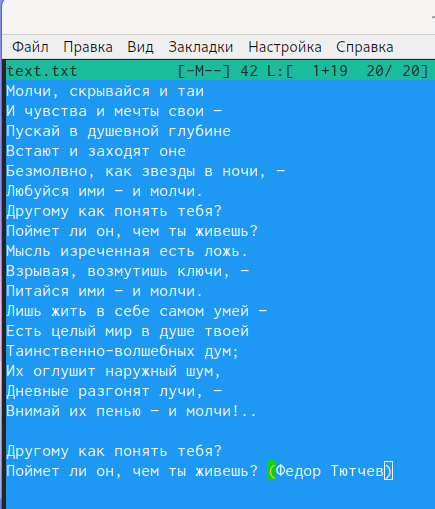 Файл Правка Вид Закладки Настройка Справка
text.txt [-M--] 42 L:[ 1+19 20/ 20]
Молчи, скрывайся и таи
И чувства и мечты свои –
Пускай в душевной глубине
Встают и заходят оне
Безмолвно, как звезды в ночи, –
Любуйся ими – и молчи.
Другому как понять тебя?
Поймет ли он, чем ты живешь?
Мысль изреченная есть ложь.
Взрывая, возмутишь ключи, –
Питайся ими – и молчи.
Лишь жить в себе самом умей –
Есть целый мир в душе твоей
Таинственно-волшебных дум;
Их оглушит наружный шум,
Дневные разгонят лучи, –
Внимай их пенью – и молчи!..
Другому как понять тебя?
Поймет ли он, чем ты живешь? (Федор Тютчев)